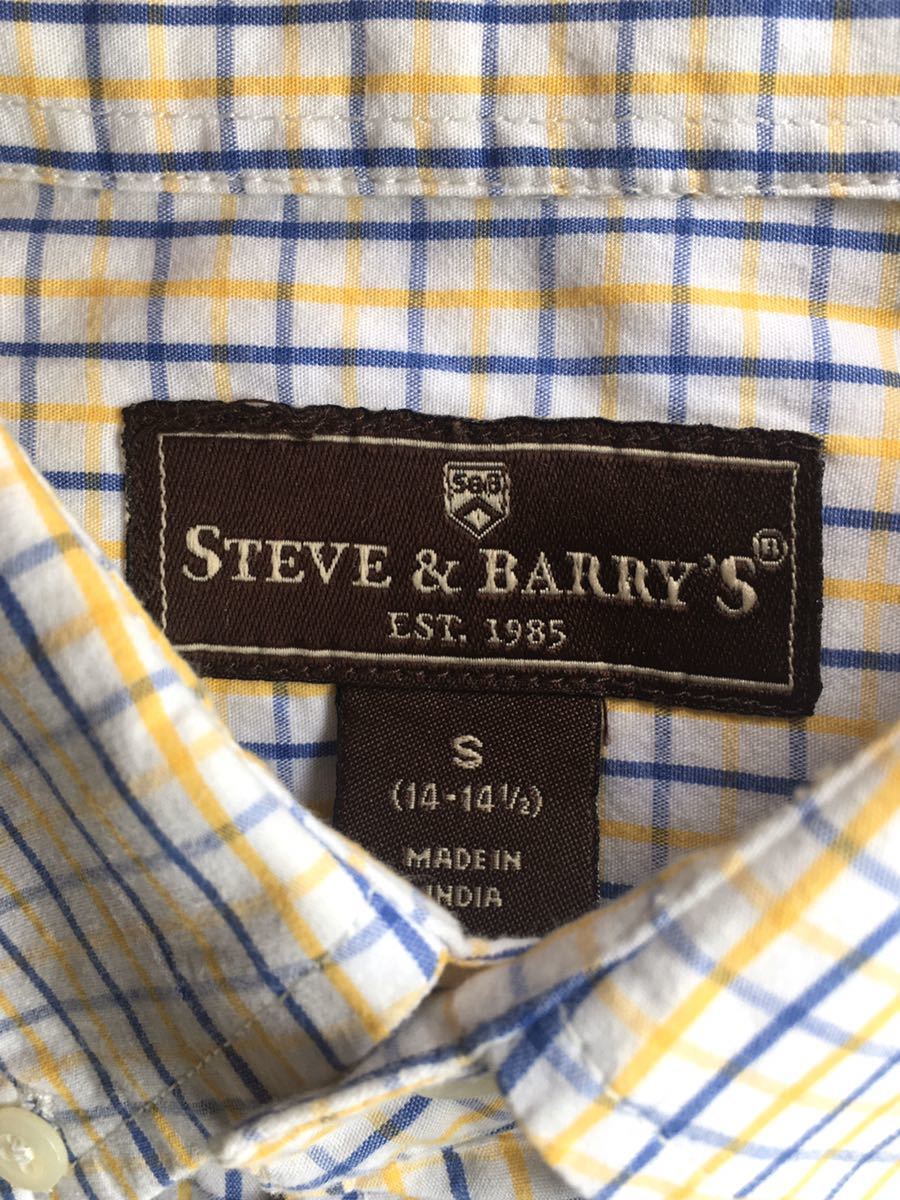 S&B
STEVE & BARRY'S®
EST. 1985
S
(14-14½)
MADE IN
INDIA